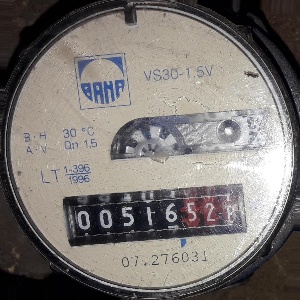 BAHA
VS30-1,5V
B - H 30 °C
A - V Qn 1,5
LT 1-396
1996
0051652
07.276031